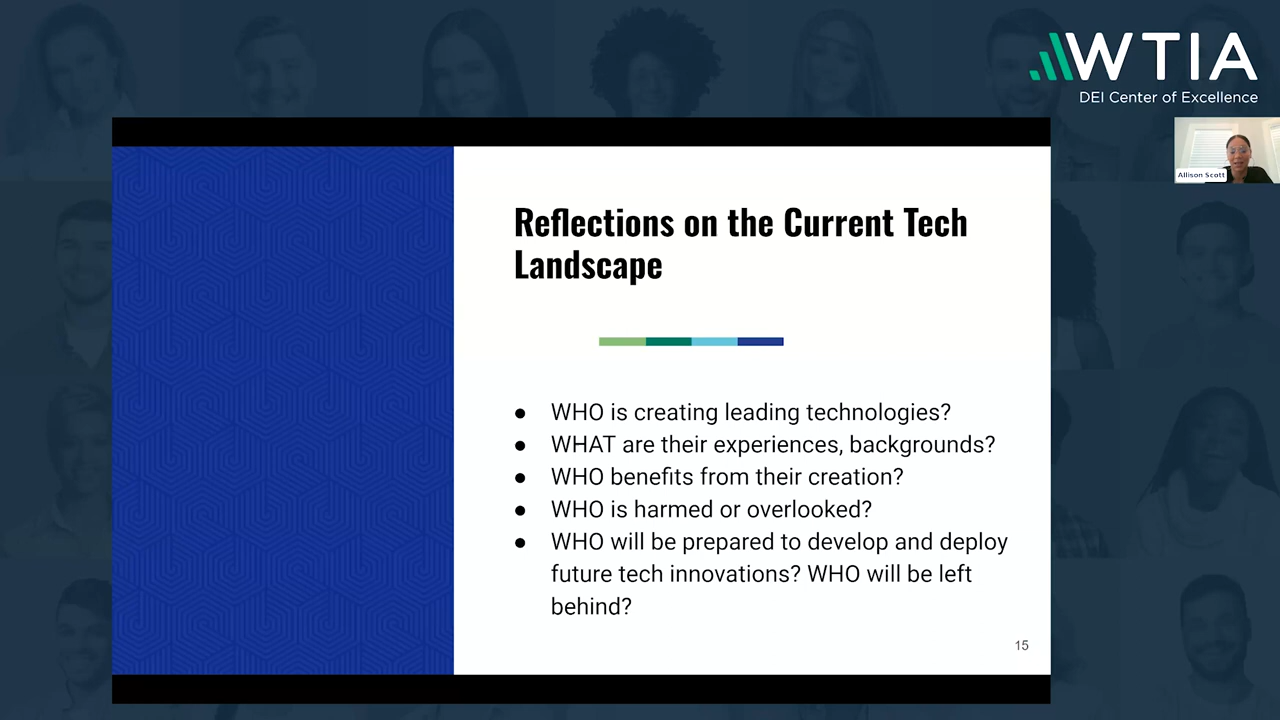 WTIA
DEI Center of Excellence
Allison Scott
Reflections on the Current Tech
Landscape
● WHO is creating leading technologies?
● WHAT are their experiences, backgrounds?
● WHO benefits from their creation?
● WHO is harmed or overlooked?
● WHO will be prepared to develop and deploy
future tech innovations? WHO will be left
behind?
15